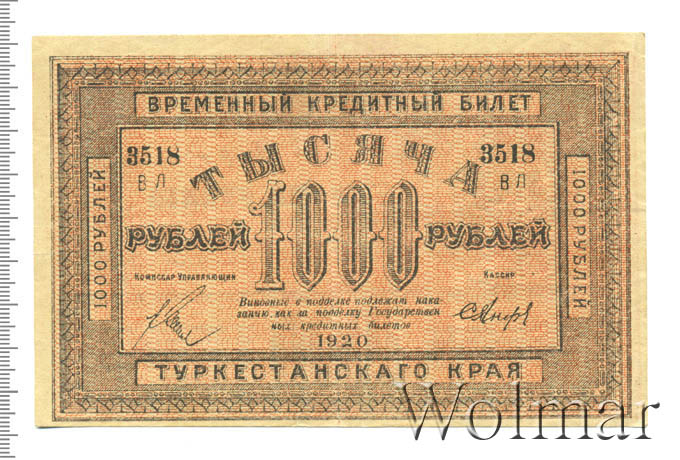 ВРЕМЕННЫЙ КРЕДИТНЫЙ БИЛЕТ
3518 ТЫСЯЧА 3518
ВЛ ВЛ
1000 РУБЛЕЙ
РУБЛЕЙ 1000 РУБЛЕЙ
1000 РУБЛЕЙ
КОМИССАР УПРАВЛЯЮЩИЙ КАССИР
Виновные в подделке подлежат нака-
занию, как за подделку Государствен
ных кредитных билетов
1920
ТУРКЕСТАНСКАГО КРАЯ
Wolmar